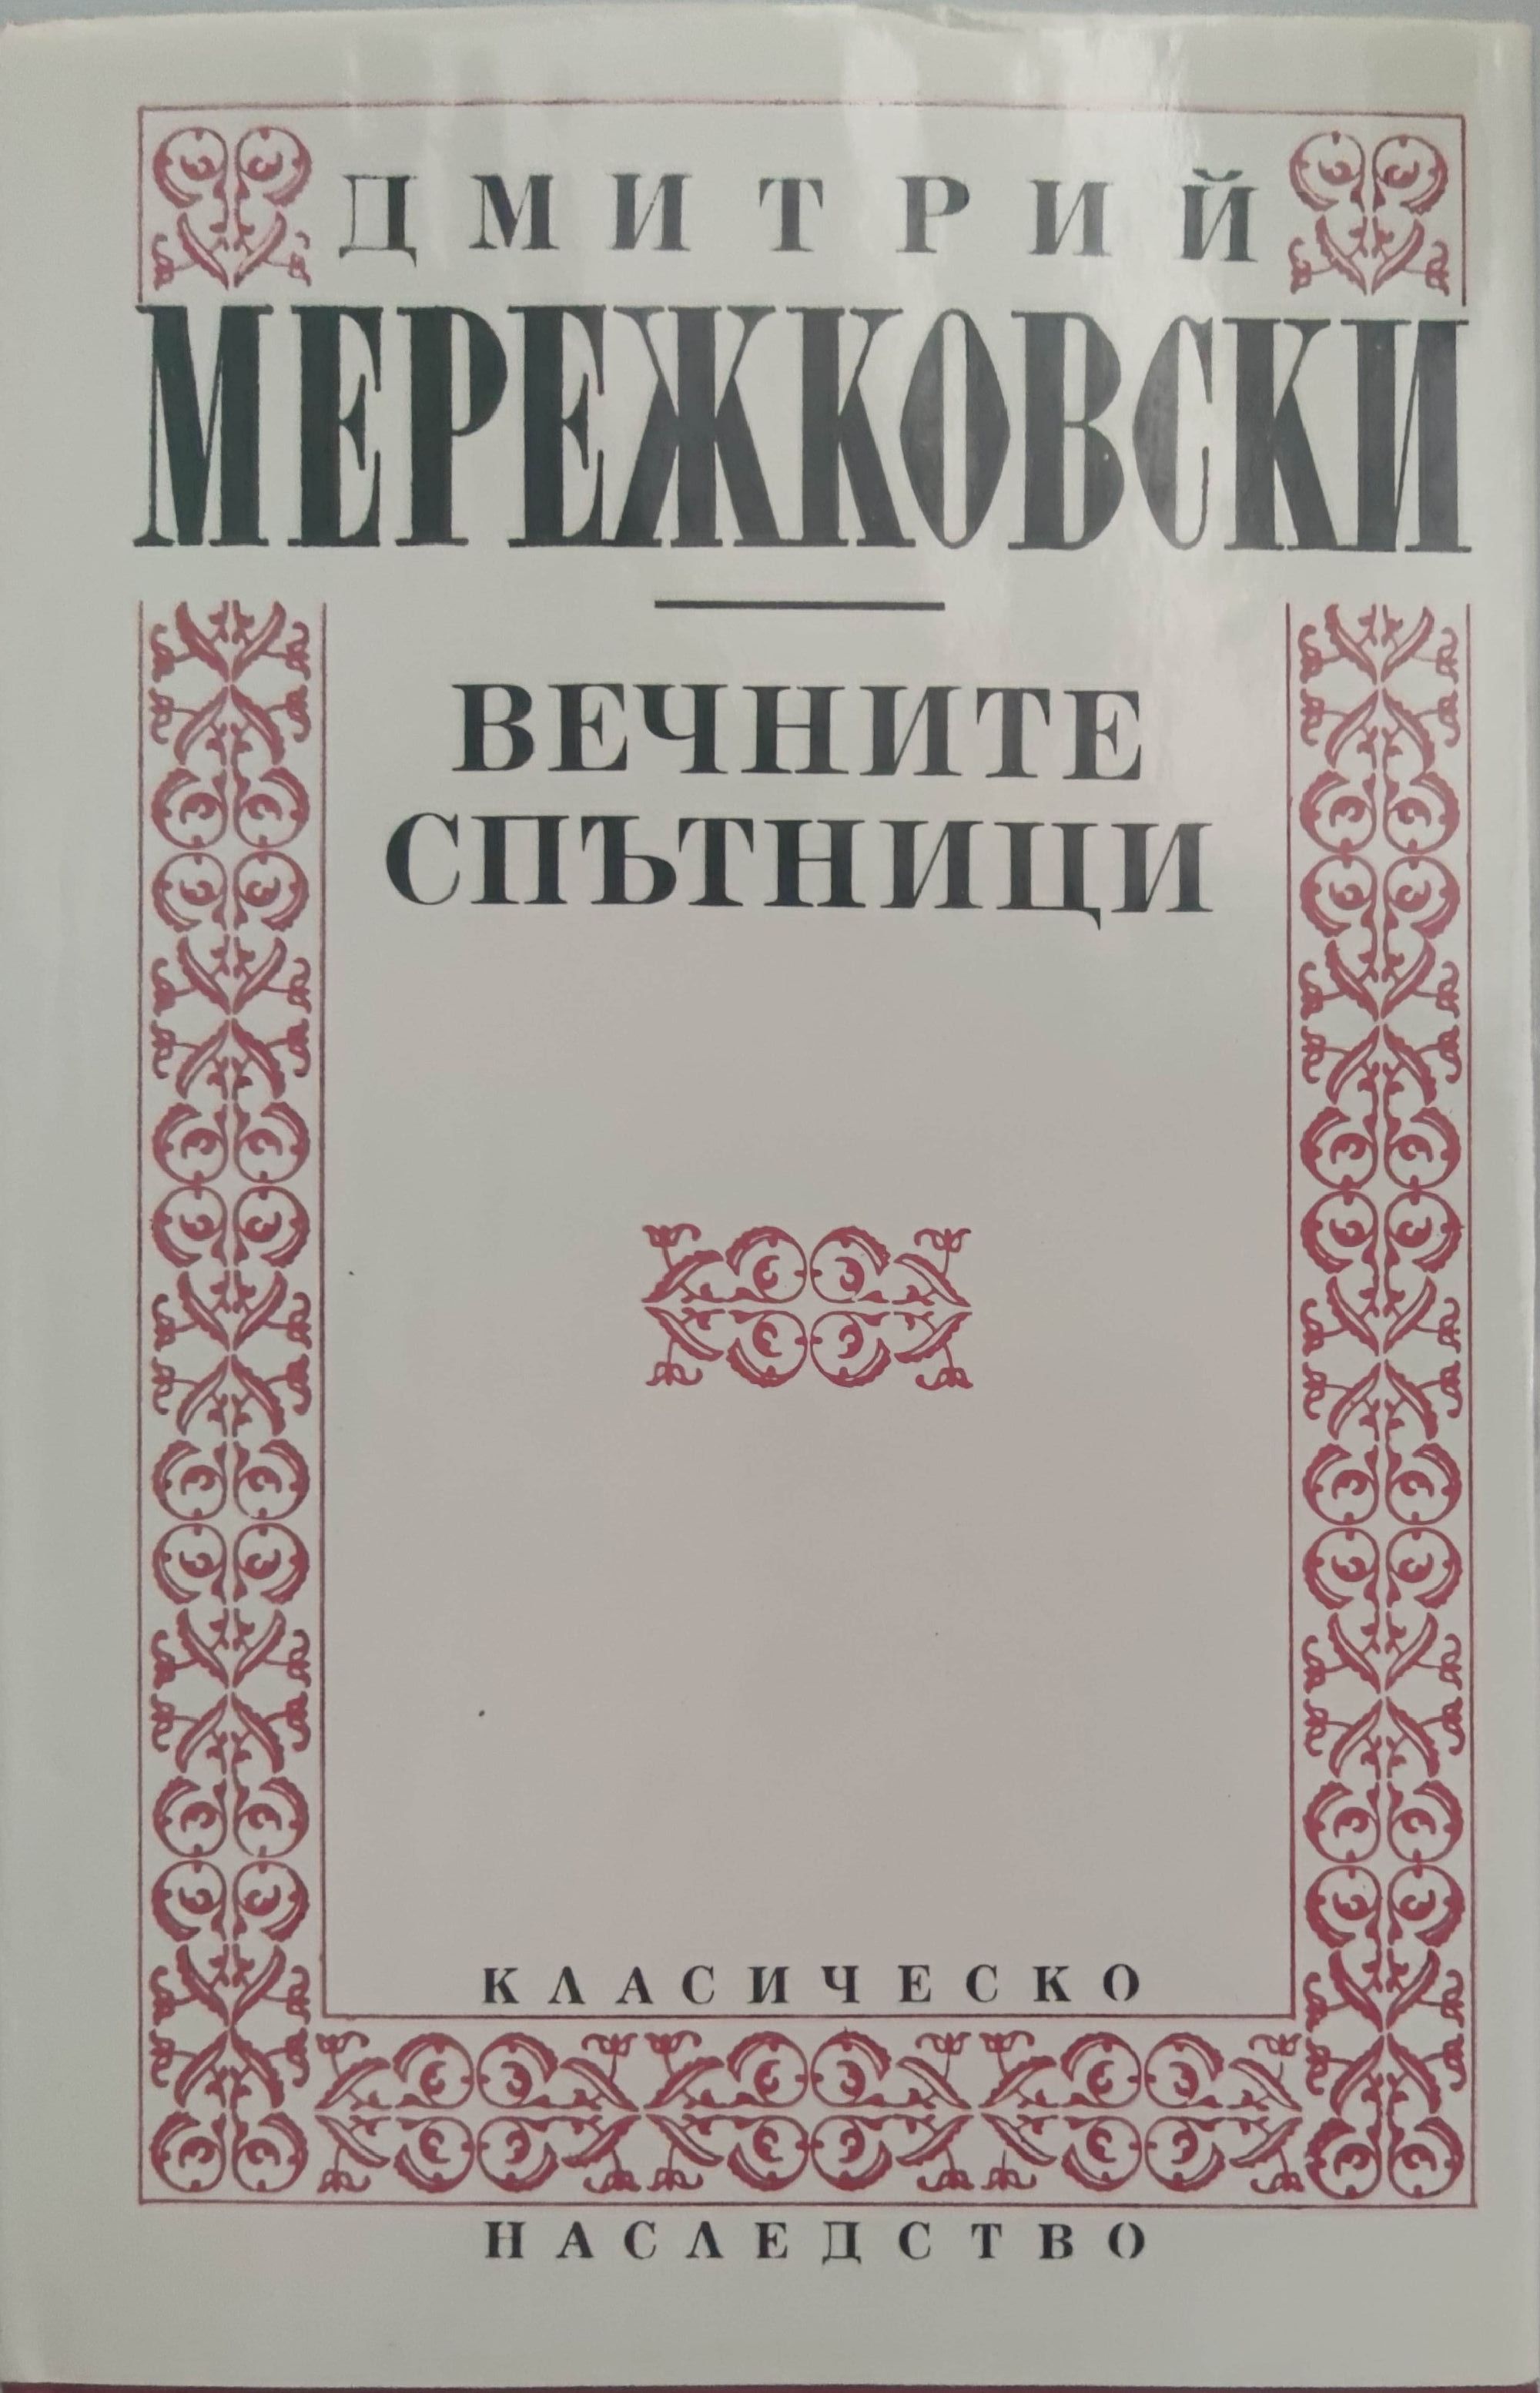 ДМИТРИЙ
МЕРЕЖКОВСКИ
ВЕЧНИТЕ
СПЪТНИЦИ
КЛАСИЧЕСКО
НАСЛЕДСТВО